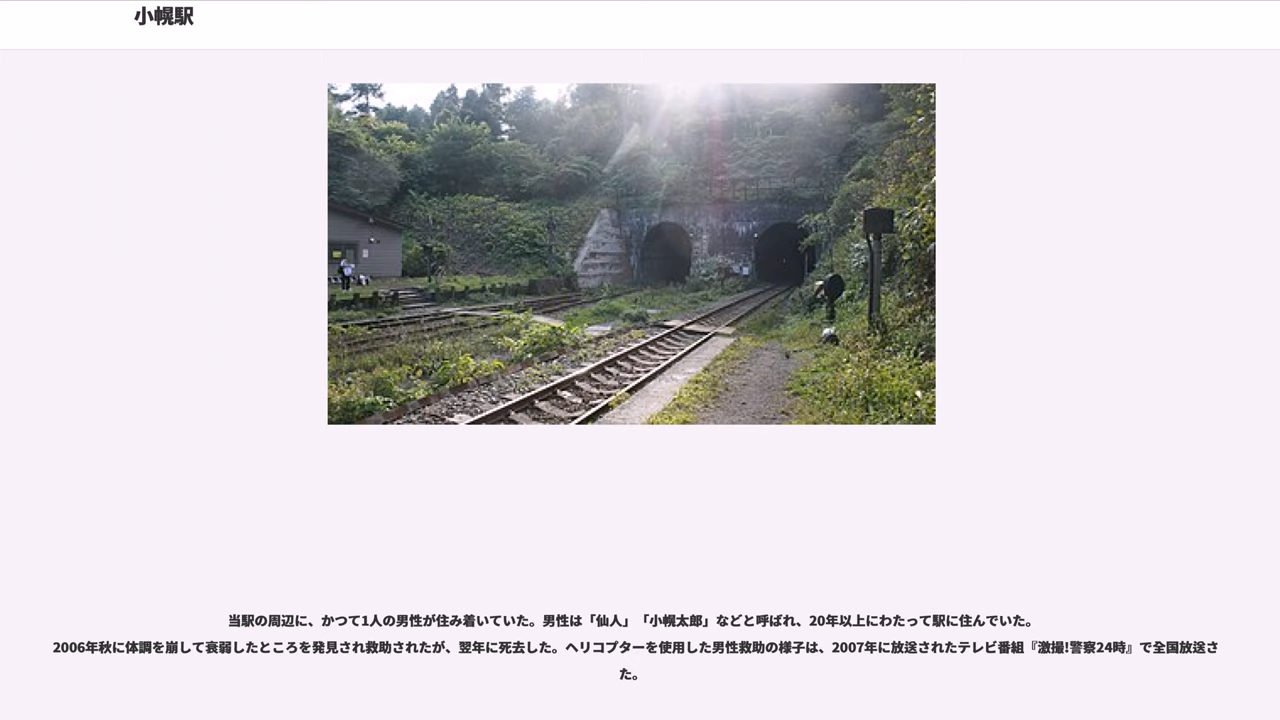 小幌駅
当駅の周辺に、かつて1人の男性が住み着いていた。男性は「仙人」「小幌太郎」などと呼ばれ、20年以上にわたって駅に住んでいた。
2006年秋に体調を崩して衰弱したところを発見され救助されたが、翌年に死去した。ヘリコプターを使用した男性救助の様子は、2007年に放送されたテレビ番組『激撮!警察24時』で全国放送さ
た。